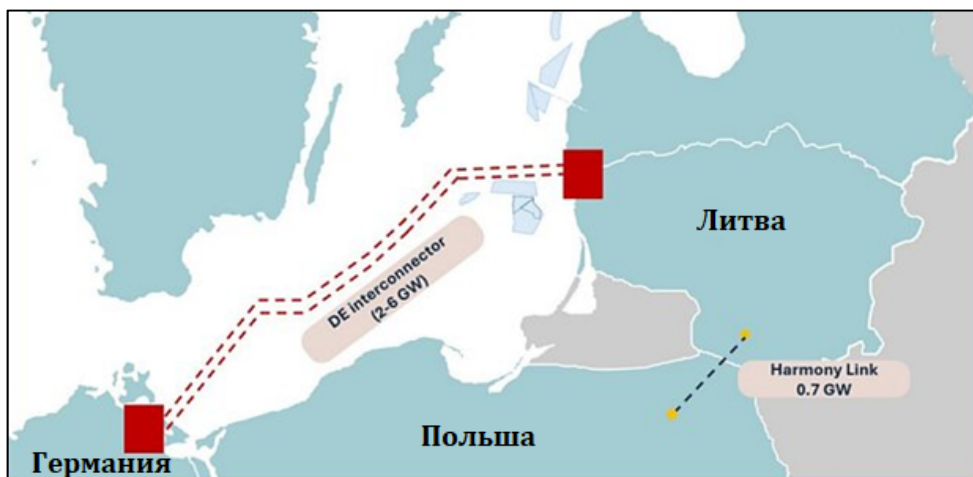 Литва
DE interconnector
(2-6 GW)
Harmony Link
0.7 GW
Польша
Германия